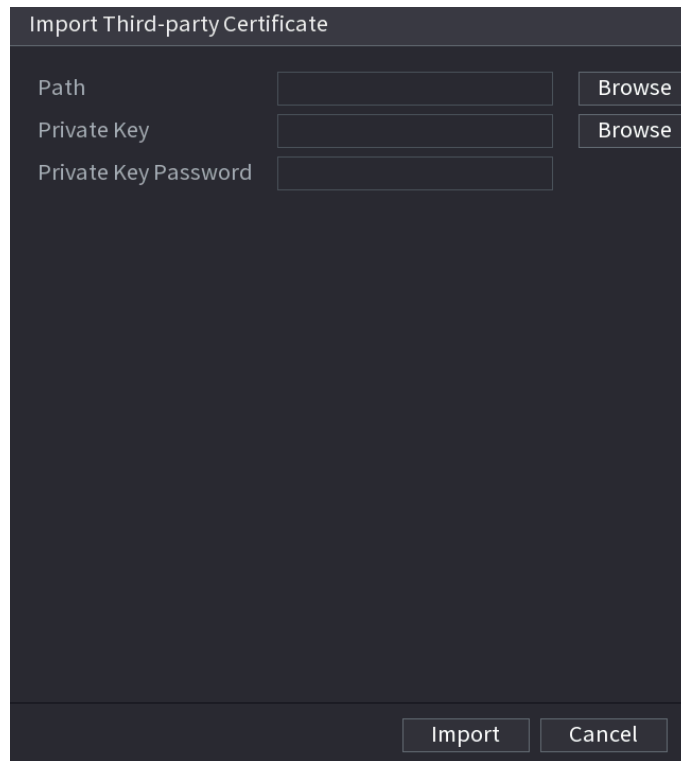 Import Third-party Certificate
Path Browse
Private Key Browse
Private Key Password
Import Cancel